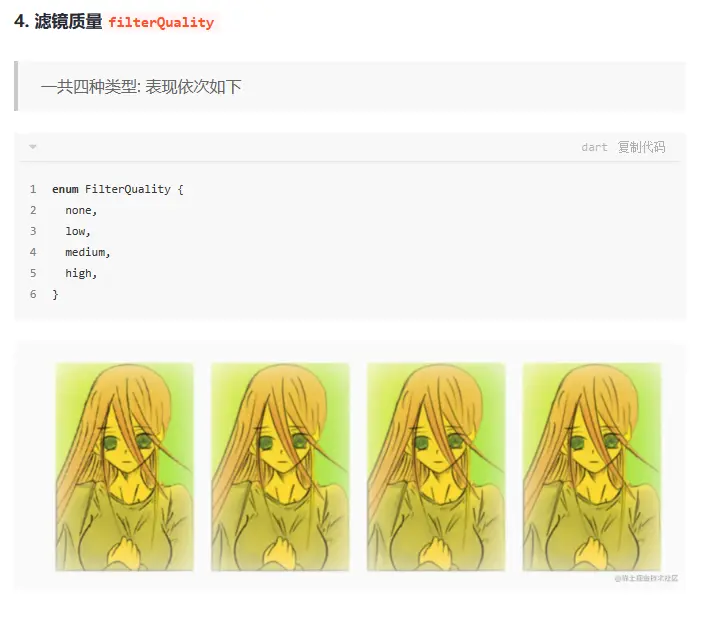 4. 滤镜质量 filterQuality
一共四种类型: 表现依次如下
dart 复制代码
1 enum FilterQuality {
2 none,
3 low,
4 medium,
5 high,
6 }
@稀土掘金技术社区